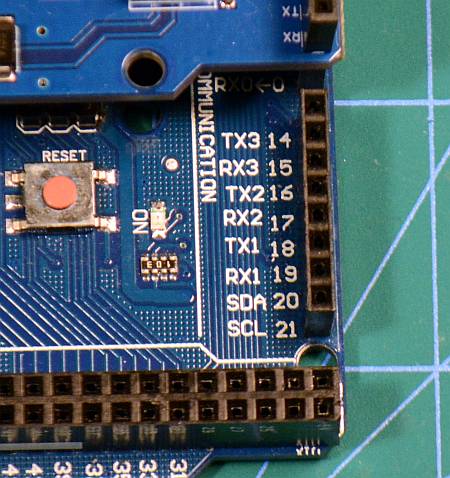 TX
RX
RX0←0
COMMUNICATION
TX3 14
RX3 15
TX2 16
RX2 17
TX1 18
RX1 19
SDA 20
SCL 21
RESET
ON
103